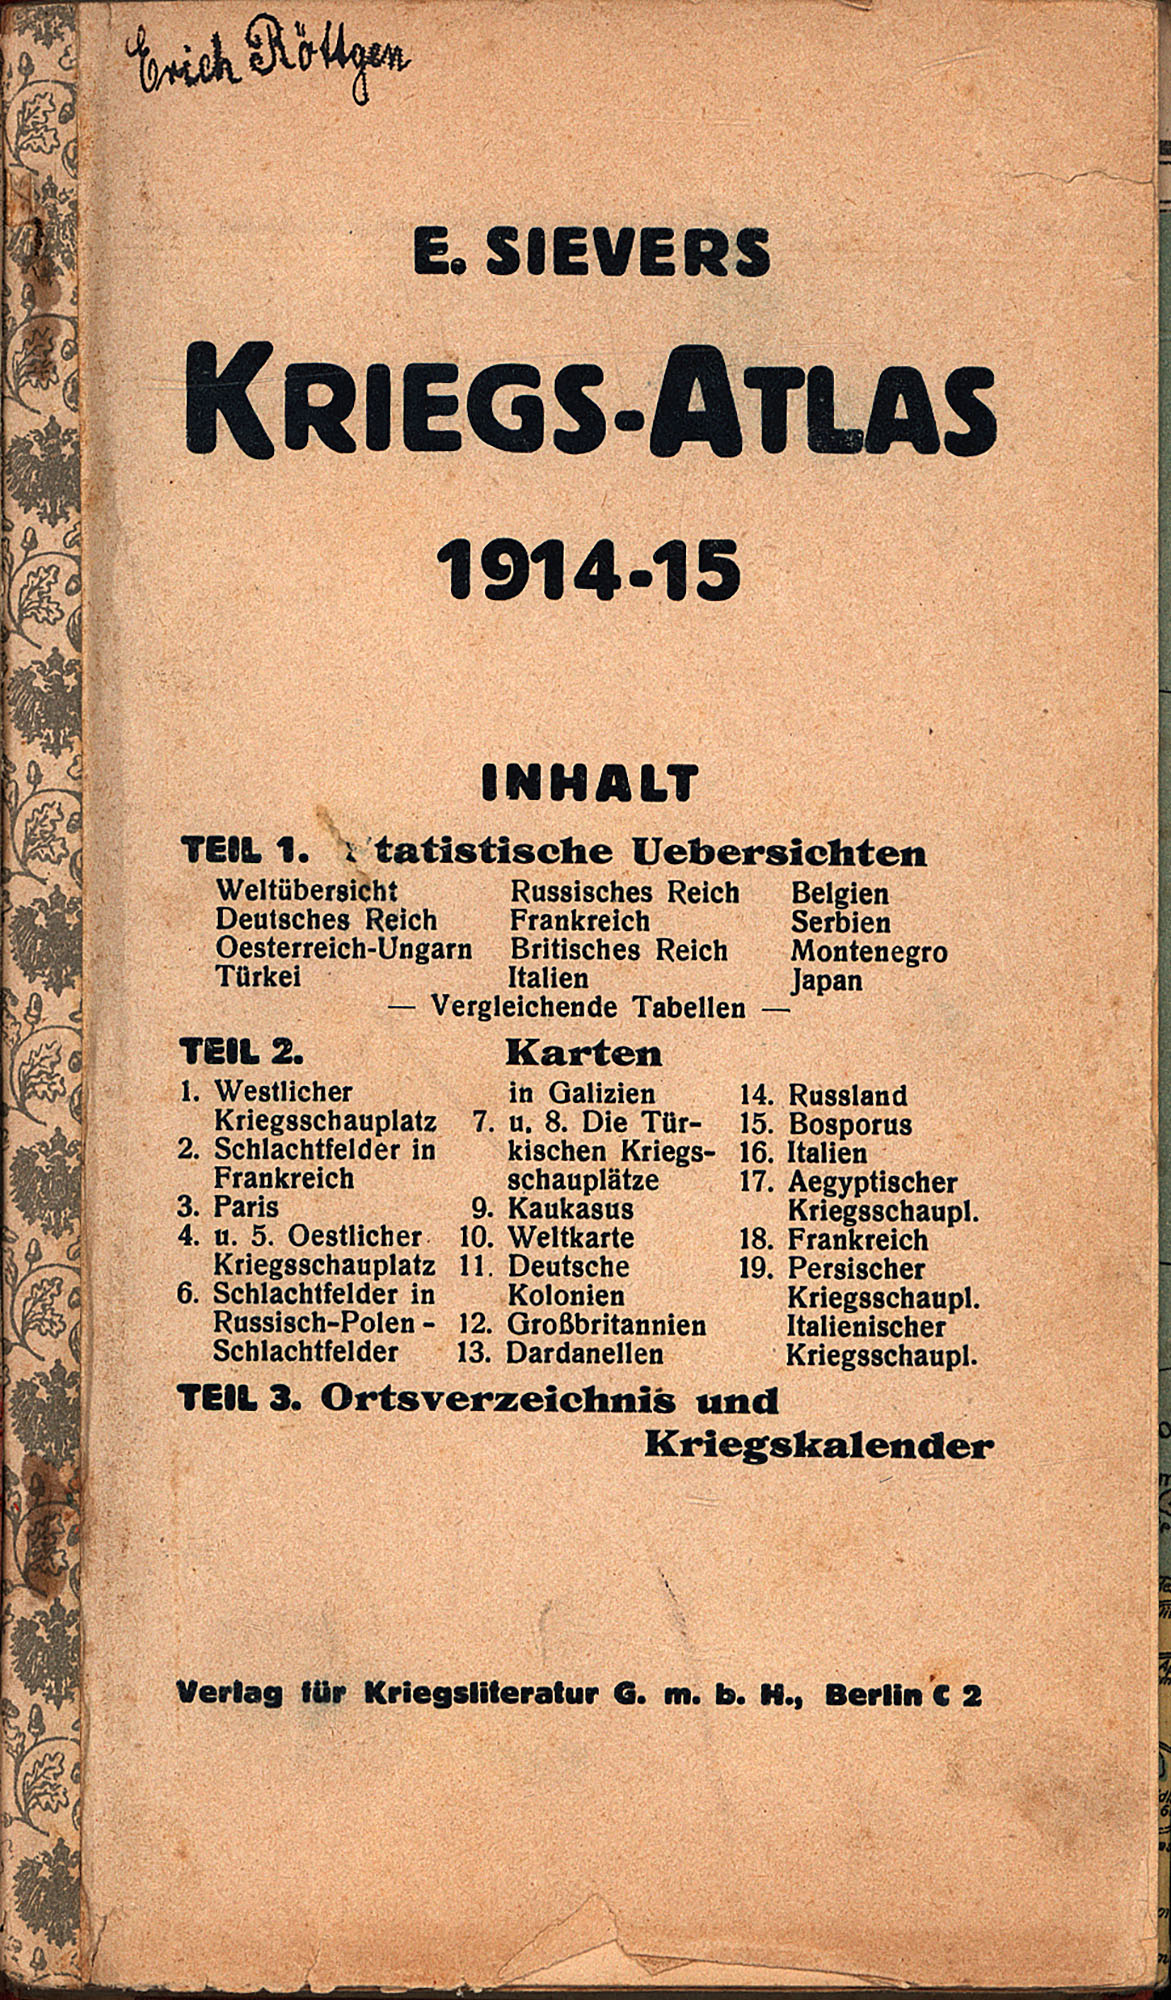 Erich Röttgen
E. SIEVERS
KRIEGS-ATLAS
1914-15
INHALT
TEIL 1. Statistische Uebersichten
Weltübersicht Russisches Reich Belgien
Deutsches Reich Frankreich Serbien
Oesterreich-Ungarn Britisches Reich Montenegro
Türkei Italien Japan
— Vergleichende Tabellen —
TEIL 2. Karten
1. Westlicher
Kriegsschauplatz
2. Schlachtfelder in
Frankreich
3. Paris
4. u. 5. Oestlicher
Kriegsschauplatz
6. Schlachtfelder in
Russisch-Polen -
Schlachtfelder
in Galizien
7. u. 8. Die Tür-
kischen Kriegs-
schauplätze
9. Kaukasus
10. Weltkarte
11. Deutsche
Kolonien
12. Großbritannien
13. Dardanellen
14. Russland
15. Bosporus
16. Italien
17. Aegyptischer
Kriegsschaupl.
18. Frankreich
19. Persischer
Kriegsschaupl.
Italienischer
Kriegsschaupl.
TEIL 3. Ortsverzeichnis und
Kriegskalender
Verlag für Kriegsliteratur G. m. b. H., Berlin C 2